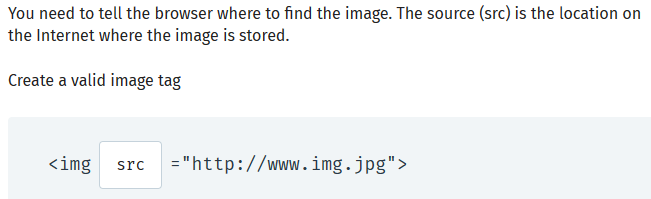 You need to tell the browser where to find the image. The source (src) is the location on
the Internet where the image is stored.
Create a valid image tag
<img src ="http://www.img.jpg">